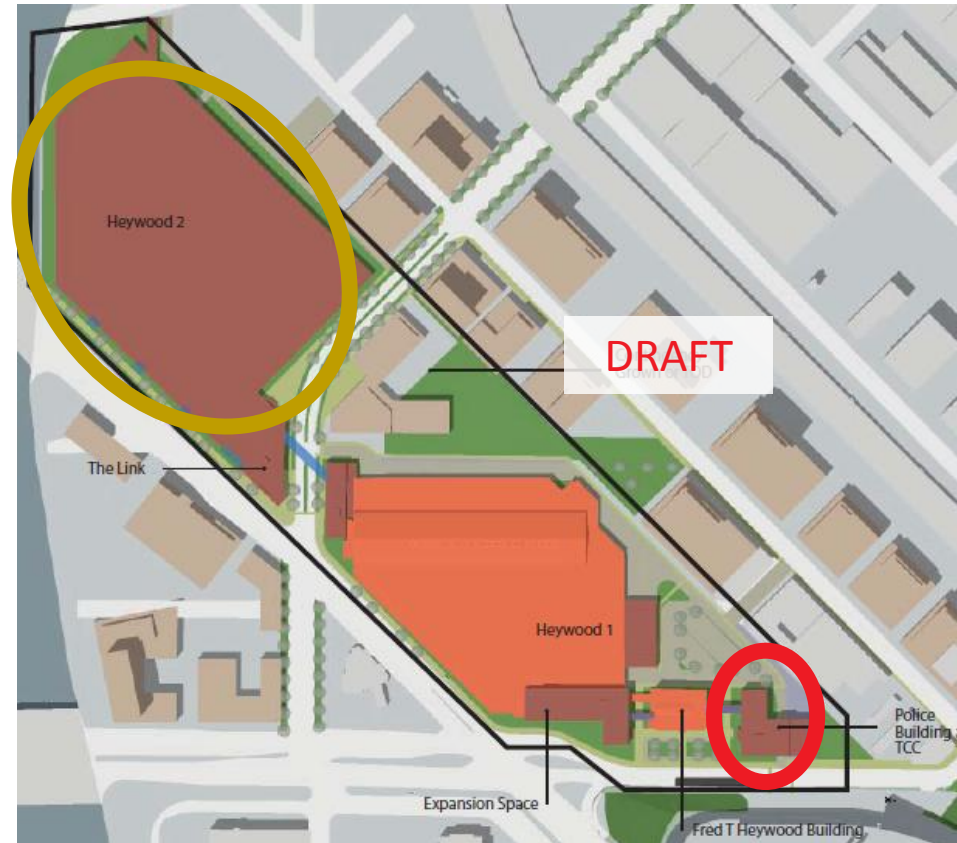 Heywood 2
DRAFT
The Link
Heywood 1
Police
Building
TCC
Expansion Space
Fred T Heywood Building